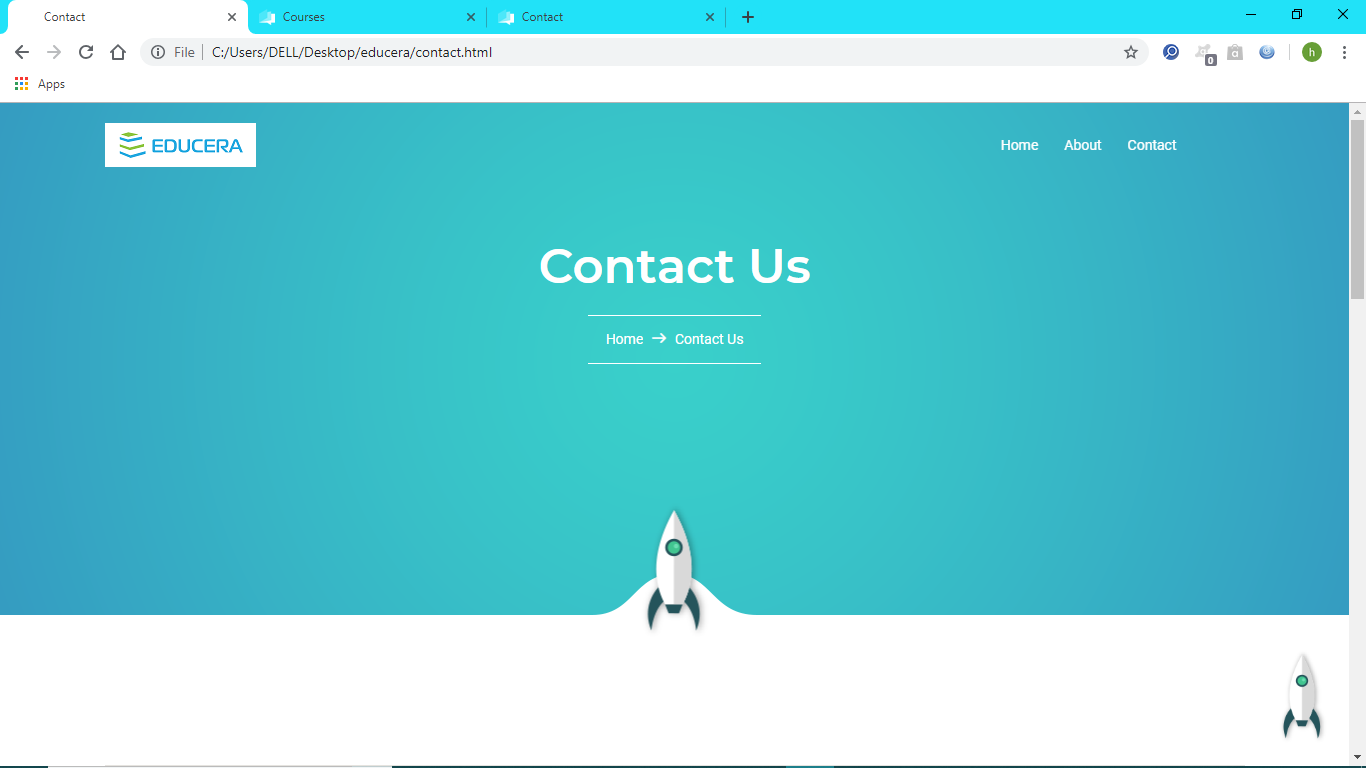 Contact
Courses
Contact
File
C:/Users/DELL/Desktop/educera/contact.html
0
a
h
Apps
EDUCERA
Home
About
Contact
Contact Us
Home → Contact Us